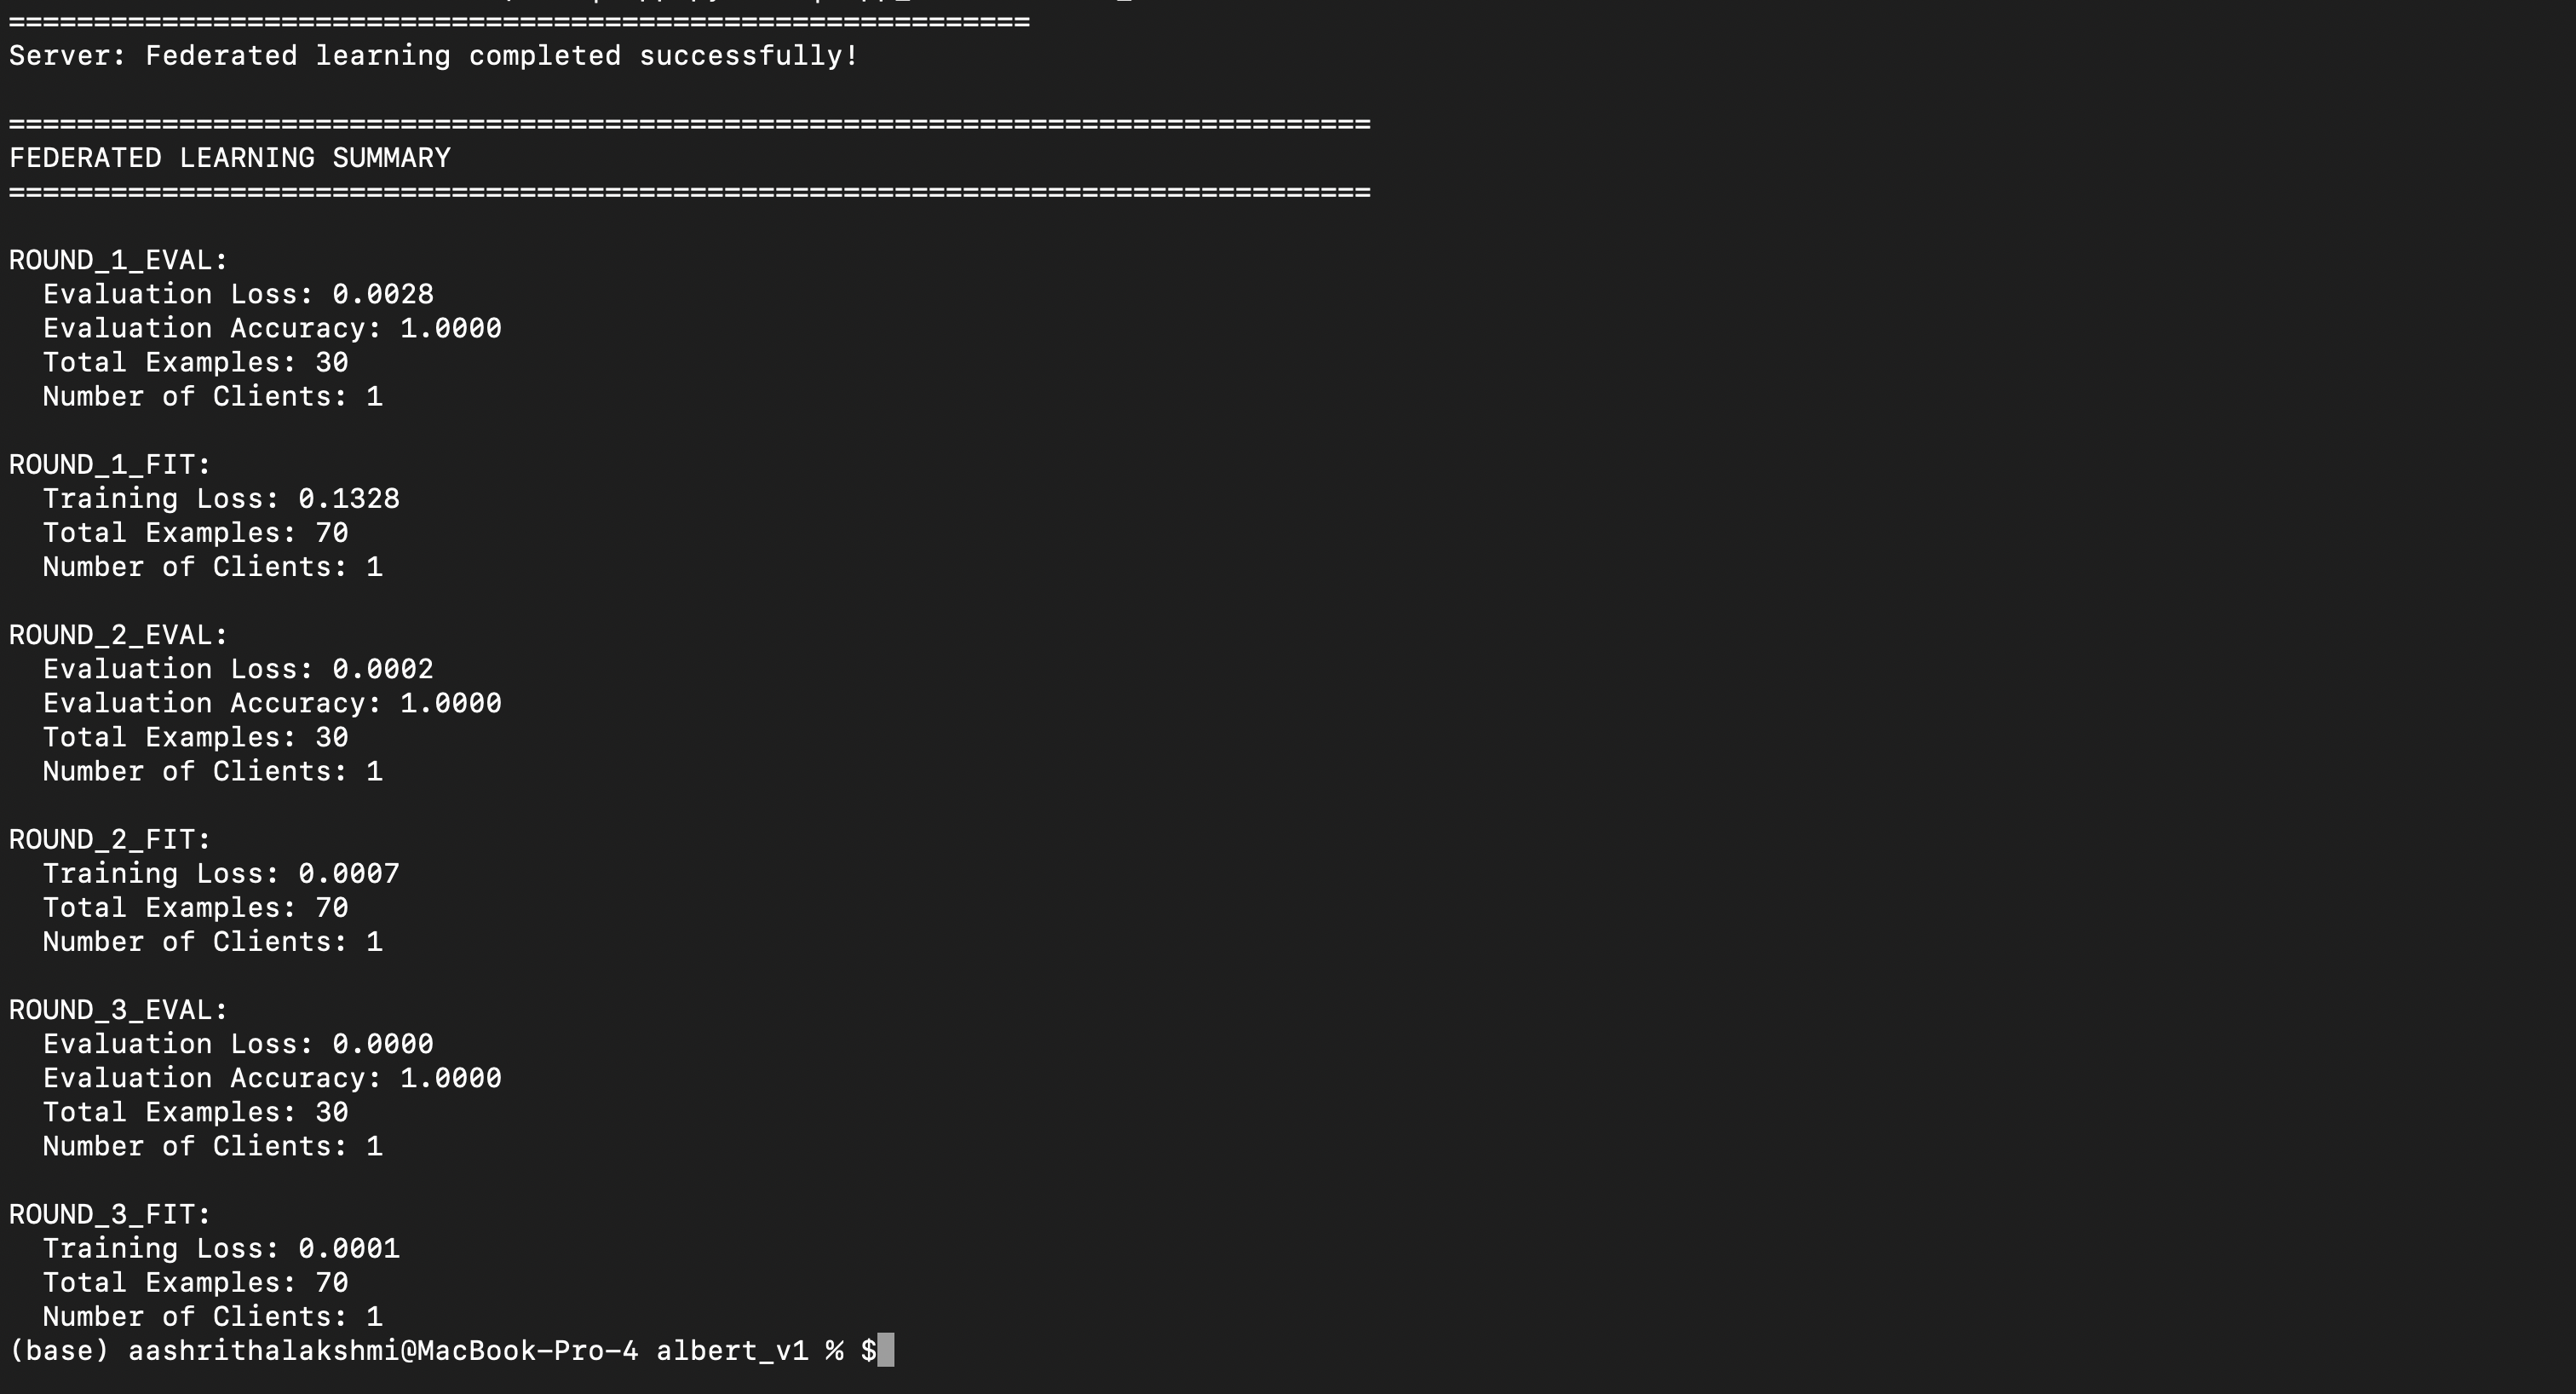 ============================================================
Server: Federated learning completed successfully!
================================================================================
FEDERATED LEARNING SUMMARY
================================================================================
ROUND_1_EVAL:
  Evaluation Loss: 0.0028
  Evaluation Accuracy: 1.0000
  Total Examples: 30
  Number of Clients: 1
ROUND_1_FIT:
  Training Loss: 0.1328
  Total Examples: 70
  Number of Clients: 1
ROUND_2_EVAL:
  Evaluation Loss: 0.0002
  Evaluation Accuracy: 1.0000
  Total Examples: 30
  Number of Clients: 1
ROUND_2_FIT:
  Training Loss: 0.0007
  Total Examples: 70
  Number of Clients: 1
ROUND_3_EVAL:
  Evaluation Loss: 0.0000
  Evaluation Accuracy: 1.0000
  Total Examples: 30
  Number of Clients: 1
ROUND_3_FIT:
  Training Loss: 0.0001
  Total Examples: 70
  Number of Clients: 1
(base) aashrithalakshmi@MacBook-Pro-4 albert_v1 % $